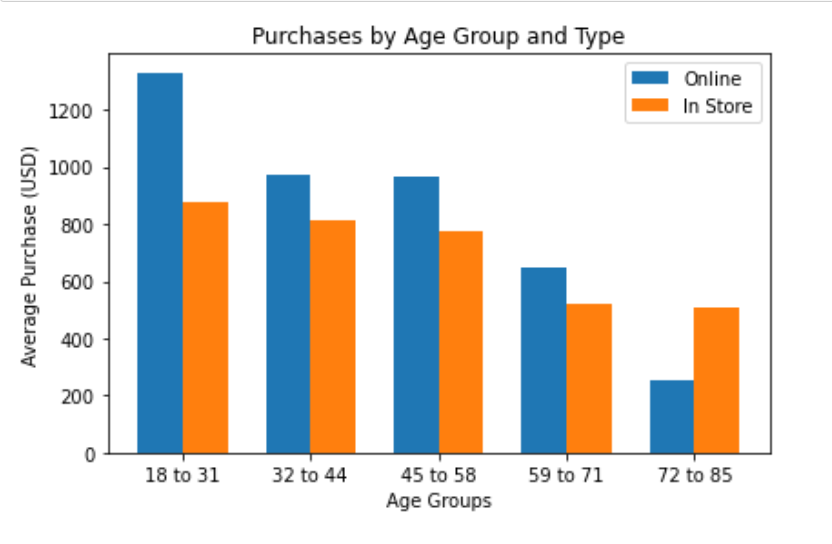 Purchases by Age Group and Type
Online
In Store
Average Purchase (USD)
1200
1000
800
600
400
200
0
18 to 31
32 to 44
45 to 58
59 to 71
72 to 85
Age Groups